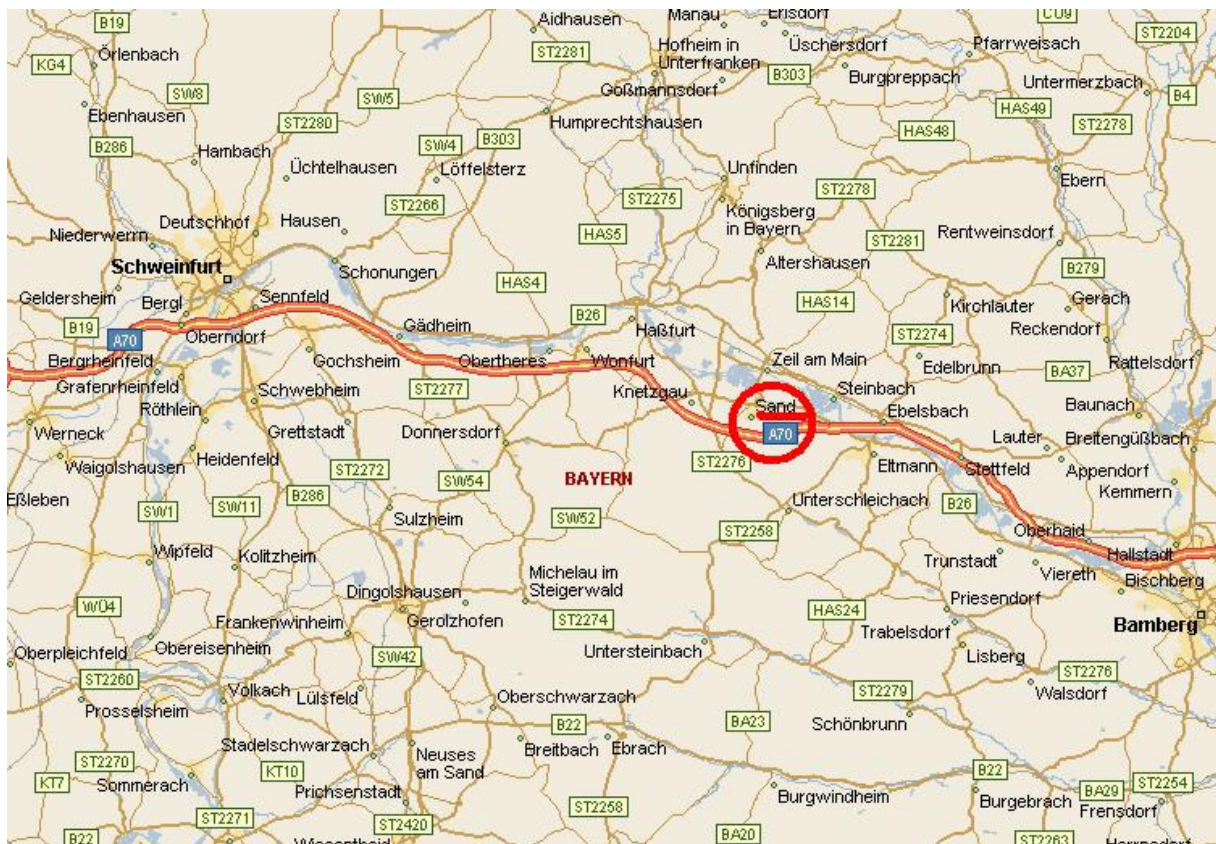 B19
Aidhausen
Manau
Erlsdorf
ST2204
Örlenbach
ST2281
Hofheim in
Unterfranken
Üschersdorf
Pfarrweisach
KG4
B303
Burgpreppach
Untermerzbach
SW8
SW5
Goßmannsdorf
HAS49
B4
Ebenhausen
ST2280
Humprechtshausen
HAS48
ST2278
B286
Hambach
SW4
B303
Üchtelhausen
Löffelsterz
Unfinden
Ebern
ST2266
ST2275
ST2278
Deutschhof
Hausen
Königsberg
in Bayern
Niederwerrn
HAS5
ST2281
Rentweinsdorf
Schweinfurt
Schonungen
Altershausen
B279
Geldersheim
Bergl
Sennfeld
HAS4
HAS14
Kirchlauter
Gerach
B19
A70
Oberndorf
Gädheim
B26
Haßfurt
ST2274
Reckendorf
Bergrheinfeld
Gochsheim
Obertheres
Wonfurt
Zeil am Main
Edelbrunn
Rattelsdorf
Grafenrheinfeld
Schwebheim
ST2277
Knetzgau
Steinbach
BA37
Röthlein
Sand
Ebelsbach
Baunach
Werneck
Grettstadt
Donnersdorf
A70
Lauter
Breitengüßbach
Waigolshausen
Heidenfeld
ST2272
ST2276
Ettmann
Stettfeld
Appendorf
Eßleben
B286
SW54
BAYERN
Kemmern
SW1
SW11
Sulzheim
SW52
Unterschleichach
B26
ST2258
Oberhaid
Wipfeld
Kolitzheim
Trunstadt
Hallstadt
Michelau im
Steigerwald
Viereth
Bischberg
Dingolshausen
WÜ4
Frankenwinheim
Gerolzhofen
ST2274
HAS24
Priesendorf
Bamberg
Trabelsdorf
Oberpleichfeld
Obereisenheim
SW42
Untersteinbach
Lisberg
ST2260
ST2276
Volkach
Lülsfeld
Oberschwarzach
ST2279
Walsdorf
Prosselsheim
B22
BA23
Schönbrunn
Stadelschwarzach
Neuses
am Sand
Breitbach
Ebrach
ST2270
KT10
B22
KT7
Sommerach
Prichsenstadt
Burgwindheim
BA29
ST2254
ST2258
Burgebrach
Frensdorf
ST2271
ST2420
B22
BA20
ST2263